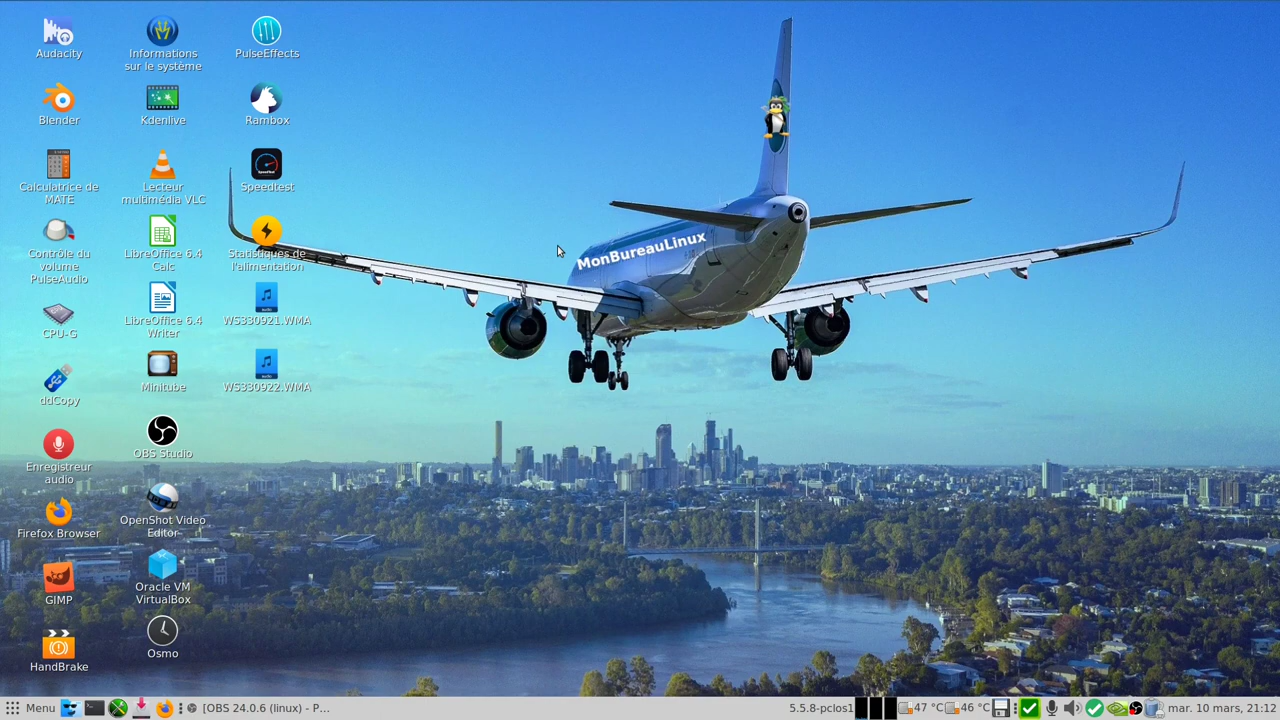 Audacity
Informations
sur le système
PulseEffects
Blender
Kdenlive
Rambox
Calculatrice de
MATE
Lecteur
multimédia VLC
Speedtest
Contrôle du
volume
PulseAudio
LibreOffice 6.4
Calc
Statistiques de
l'alimentation
CPU-G
LibreOffice 6.4
Writer
WS330921.WMA
ddCopy
Minitube
WS330922.WMA
Enregistreur
audio
OBS Studio
Firefox Browser
OpenShot Video
Editor
GIMP
Oracle VM
VirtualBox
HandBrake
Osmo
MonBureauLinux
Menu
[OBS 24.0.6 (linux) - P...
5.5.8-pclos1
47 °C
46 °C
mar. 10 mars, 21:12